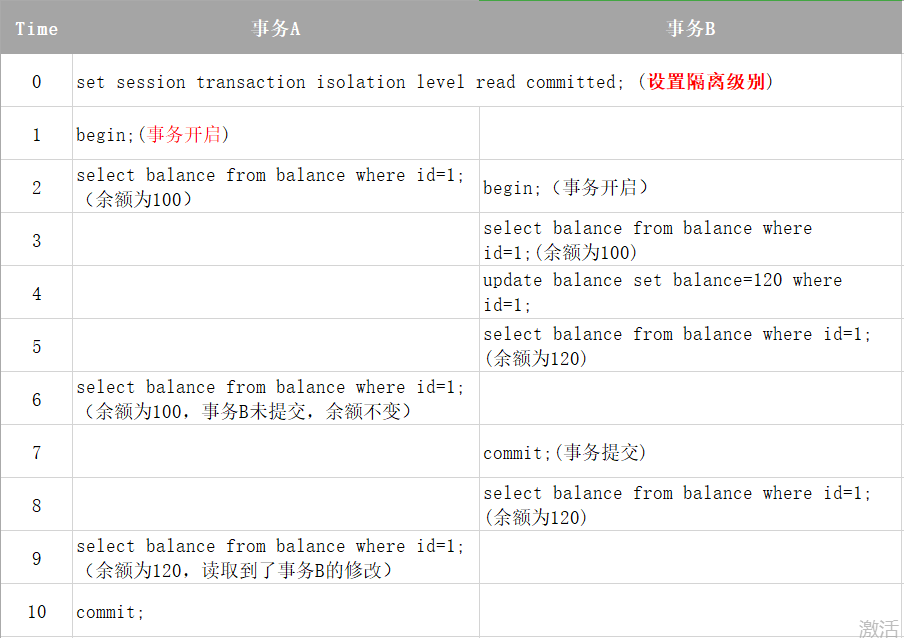 Time 事务A 事务B
0 set session transaction isolation level read committed; (设置隔离级别)
1 begin;(事务开启)
2 select balance from balance where id=1;
（余额为100） begin;（事务开启）
3 select balance from balance where
id=1;(余额为100)
4 update balance set balance=120 where
id=1;
5 select balance from balance where id=1;
(余额为120)
6 select balance from balance where id=1;
（余额为100，事务B未提交，余额不变）
7 commit;(事务提交)
8 select balance from balance where id=1;
(余额为120)
9 select balance from balance where id=1;
（余额为120，读取到了事务B的修改）
10 commit;
激活